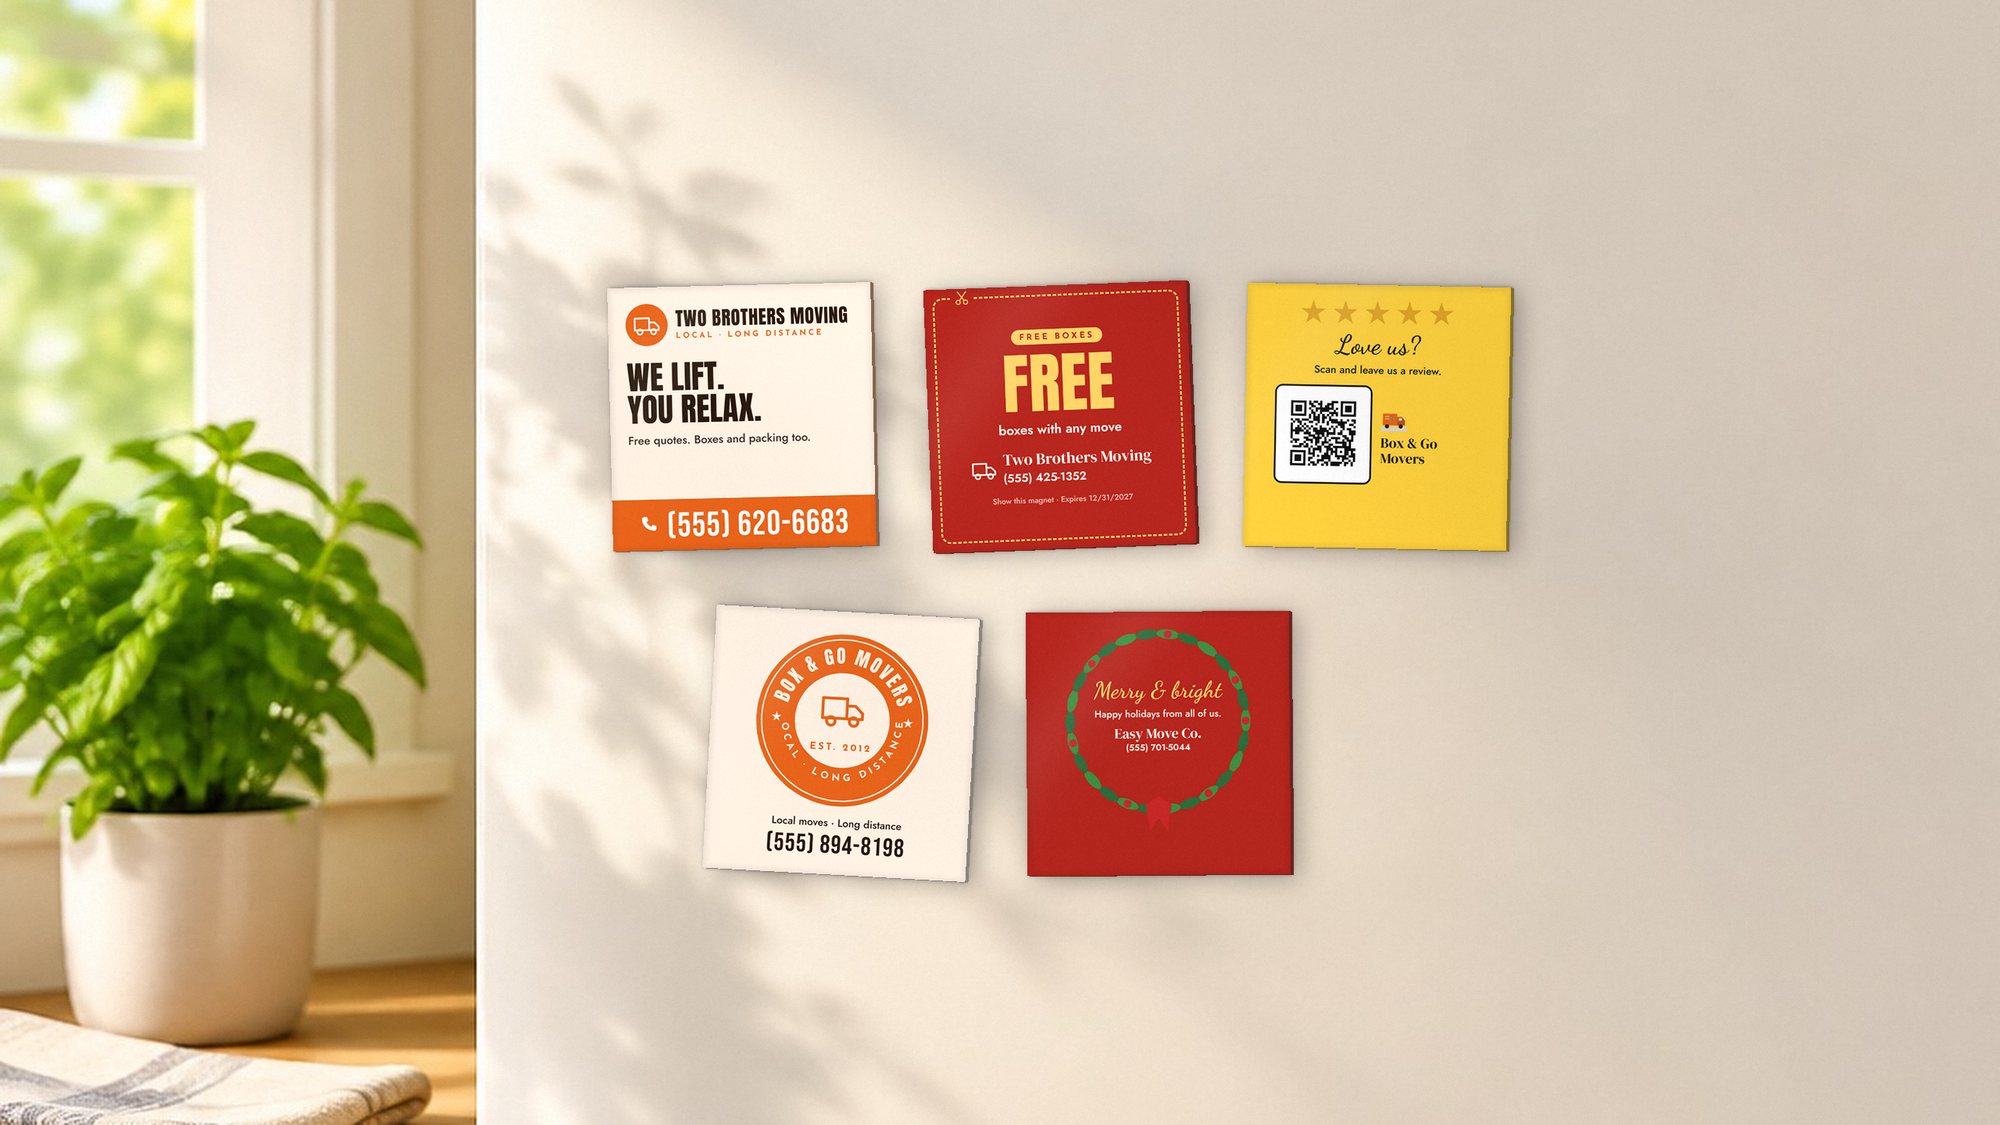 TWO BROTHERS MOVING
LOCAL · LONG DISTANCE
WE LIFT.
YOU RELAX.
Free quotes. Boxes and packing too.
(555) 620-6683
FREE BOXES
FREE
boxes with any move
Two Brothers Moving
(555) 425-1352
Show this magnet · Expires 12/31/2027
Love us?
Scan and leave us a review.
Box & Go
Movers
BOX & GO MOVERS
EST. 2012
OCAL · LONG DISTANCE
Local moves · Long distance
(555) 894-8198
Merry & bright
Happy holidays from all of us.
Easy Move Co.
(555) 701-5044